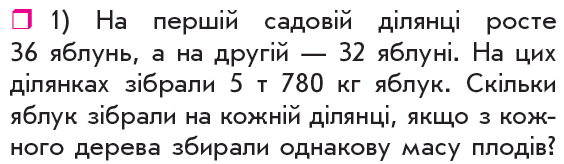 1) На першій садовій ділянці росте
36 яблунь, а на другій — 32 яблуні. На цих
ділянках зібрали 5 т 780 кг яблук. Скільки
яблук зібрали на кожній ділянці, якщо з кож-
ного дерева збирали однакову масу плодів?